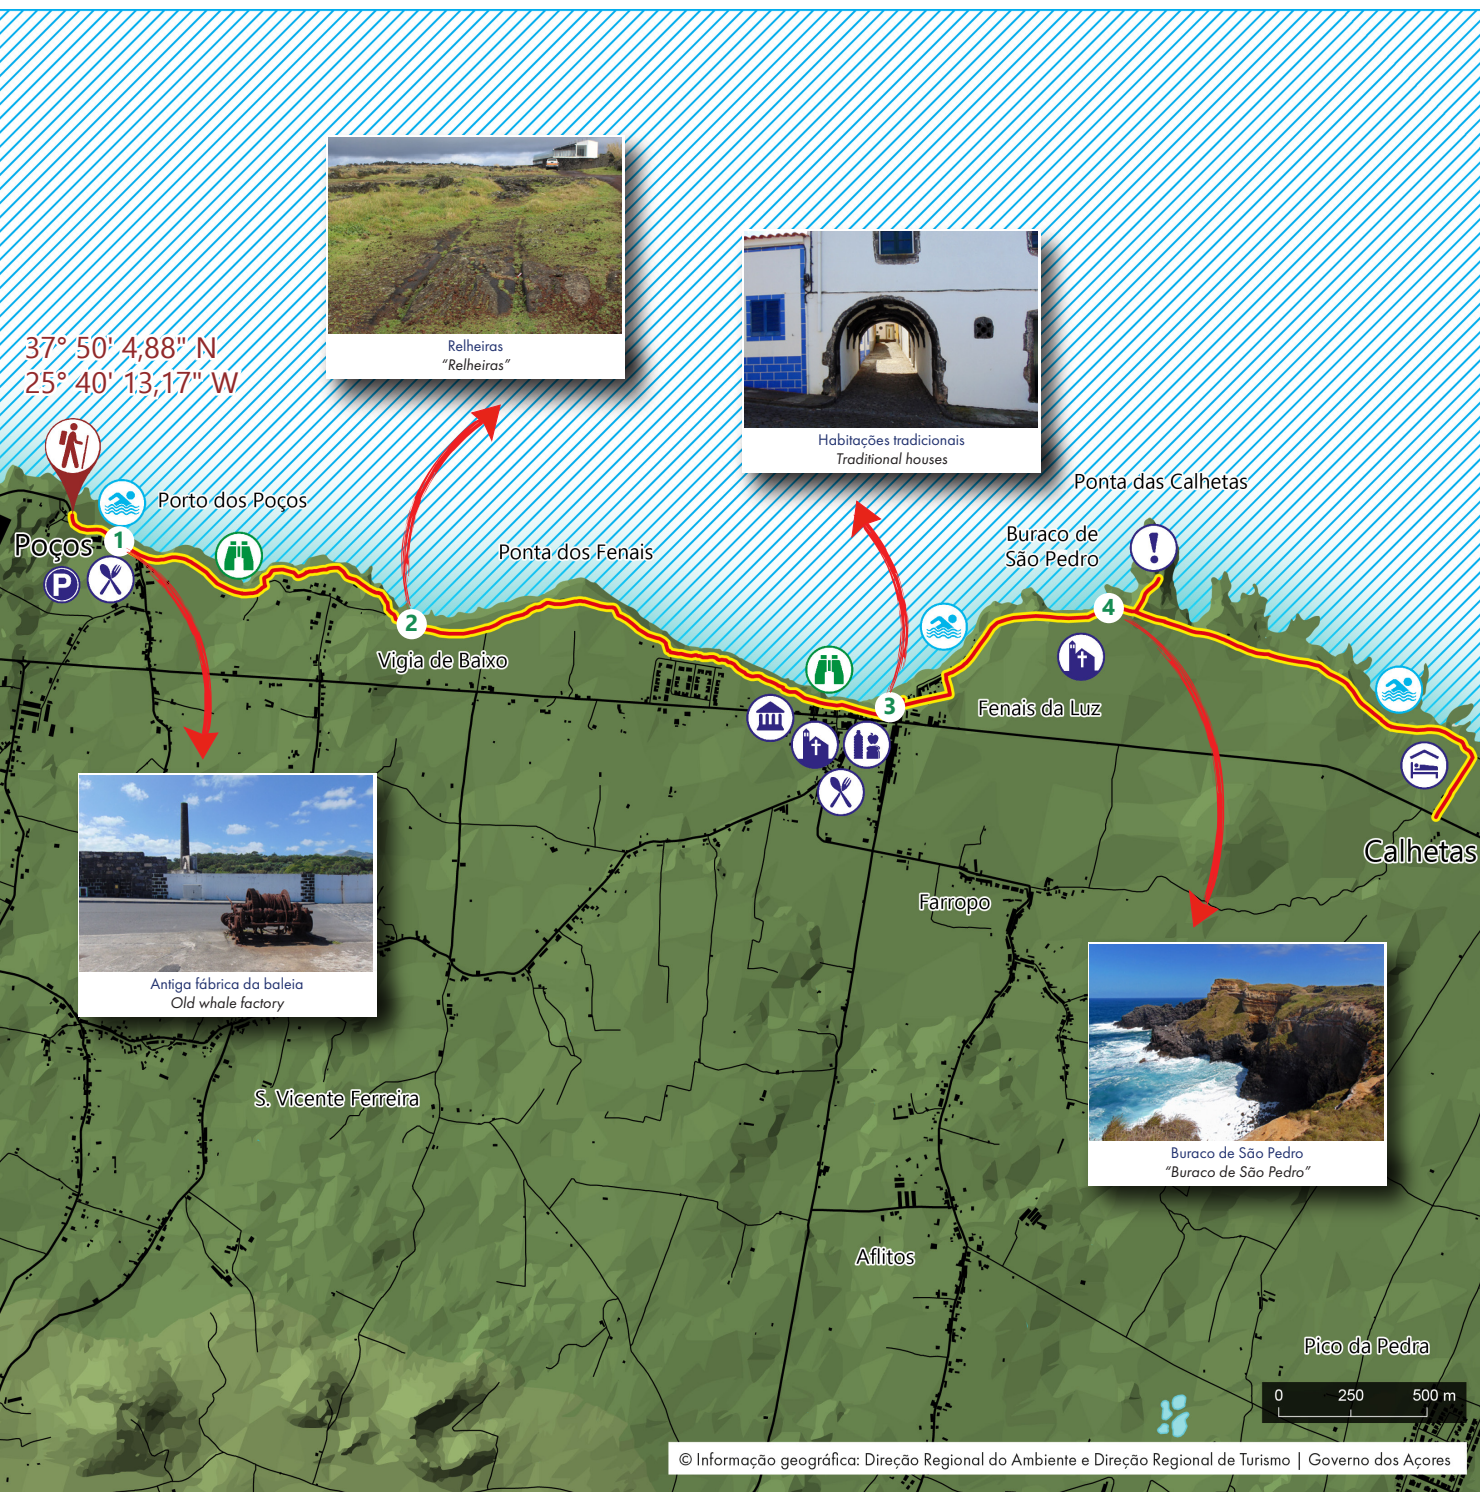 Relheiras
“Relheiras”
Habitações tradicionais
Traditional houses
37° 50' 4,88" N
25° 40' 13,17" W
Ponta das Calhetas
Porto dos Poços
Buraco de
São Pedro
Poços
1
Ponta dos Fenais
P
2
4
Vigia de Baixo
3
Fenais da Luz
Calhetas
Farropo
Antiga fábrica da baleia
Old whale factory
S. Vicente Ferreira
Buraco de São Pedro
“Buraco de São Pedro”
Aflitos
Pico da Pedra
0 250 500 m
© Informação geográfica: Direção Regional do Ambiente e Direção Regional de Turismo | Governo dos Açores